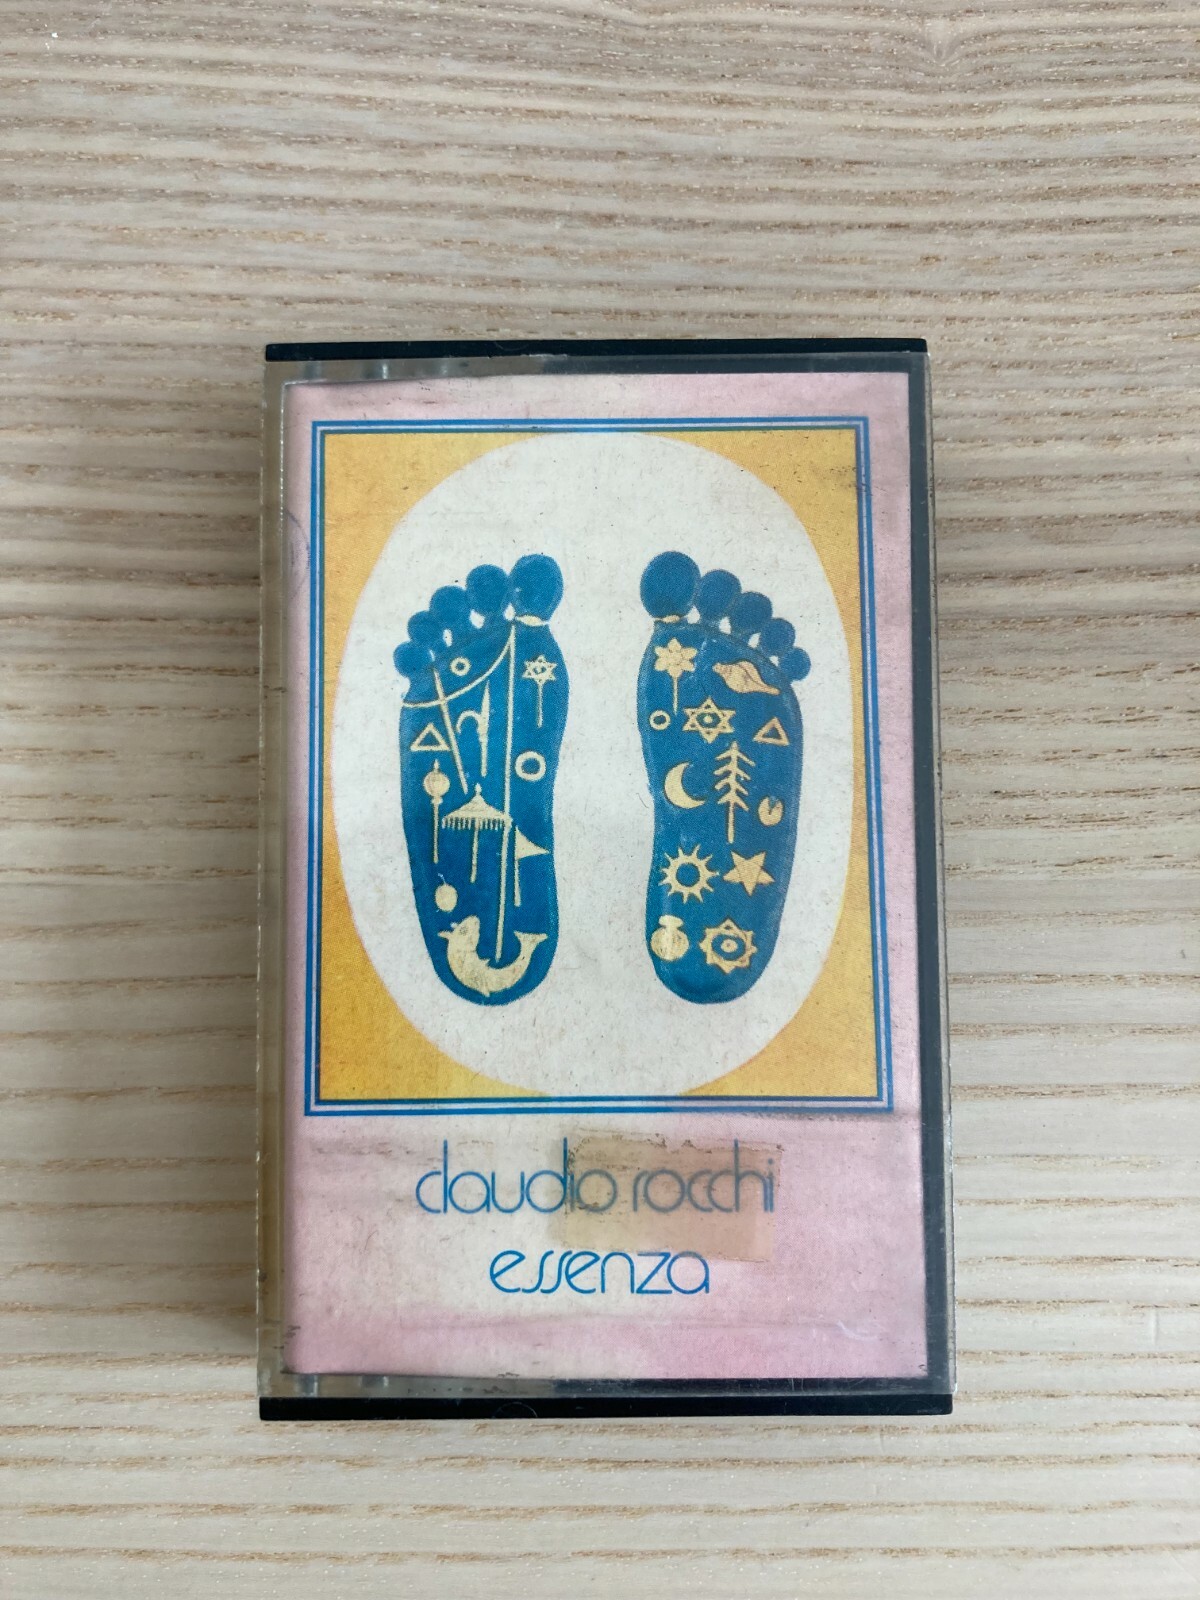 claudio rocchi
essenza